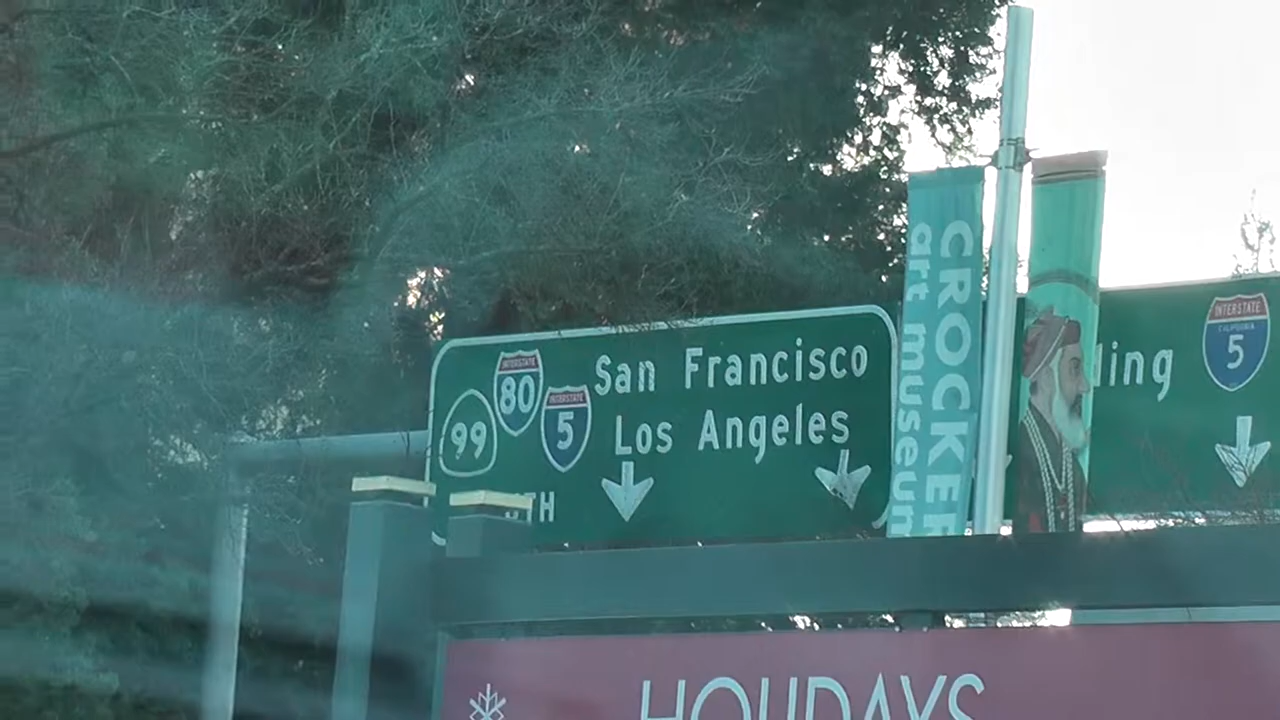 INTERSTATE
80
99
INTERSTATE
5
San Francisco
Los Angeles
CROCKER
art museum
INTERSTATE
CALIFORNIA
5
HOLIDAYS